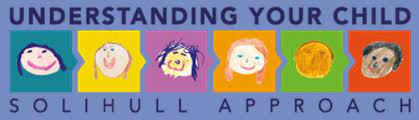 UNDERSTANDING YOUR CHILD
SOLIHULL APPROACH